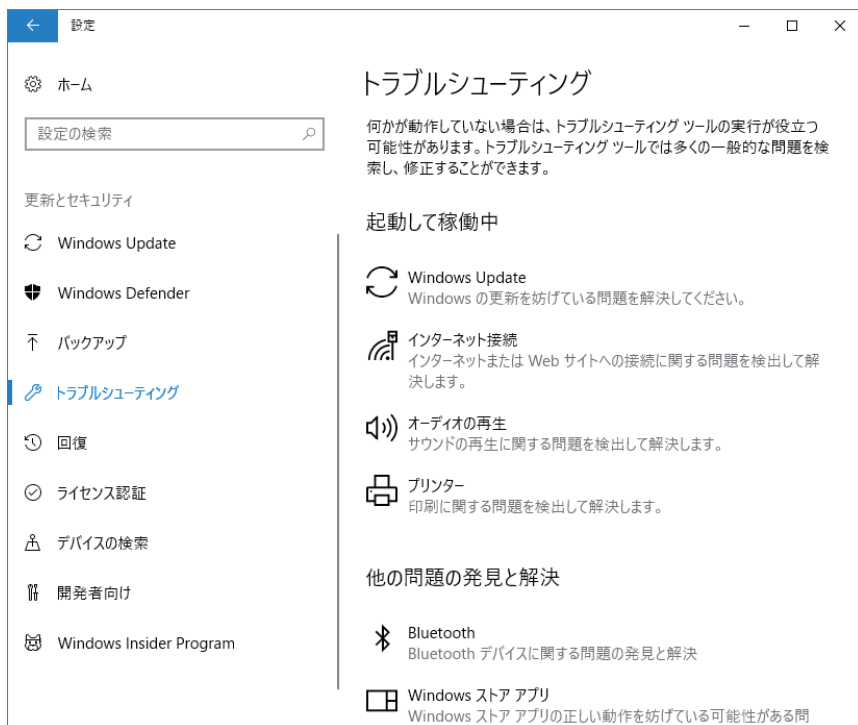 設定
ホーム
設定の検索
更新とセキュリティ
Windows Update
Windows Defender
バックアップ
トラブルシューティング
回復
ライセンス認証
デバイスの検索
開発者向け
Windows Insider Program
トラブルシューティング
何かが動作していない場合は、トラブルシューティング ツールの実行が役立つ
可能性があります。トラブルシューティング ツールでは多くの一般的な問題を検
索し、修正することができます。
起動して稼働中
Windows Update
Windows の更新を妨げている問題を解決してください。
インターネット接続
インターネットまたは Web サイトへの接続に関する問題を検出して解
決します。
オーディオの再生
サウンドの再生に関する問題を検出して解決します。
プリンター
印刷に関する問題を検出して解決します。
他の問題の発見と解決
Bluetooth
Bluetooth デバイスに関する問題の発見と解決
Windows ストア アプリ
Windows ストア アプリの正しい動作を妨げている可能性がある問